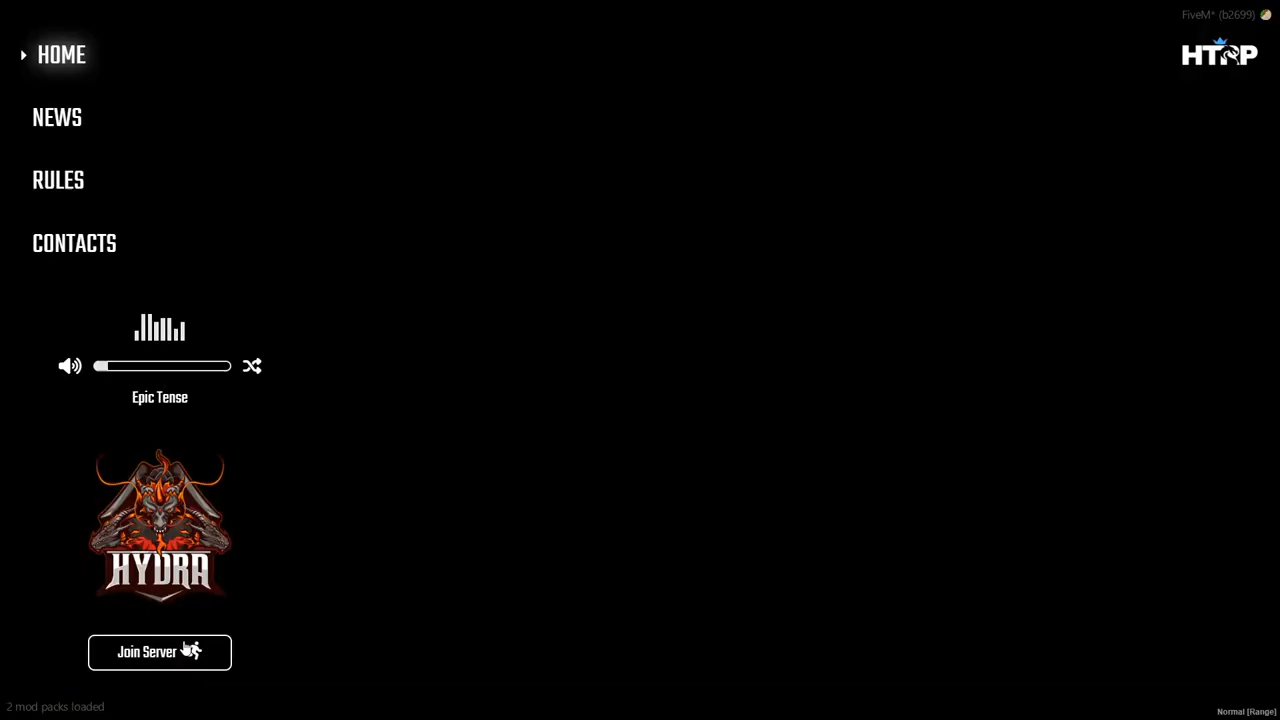 FiveM* (b2699)
HOME
HTRP
NEWS
RULES
CONTACTS
Epic Tense
HYDRA
Join Server
2 mod packs loaded
Normal [Range]